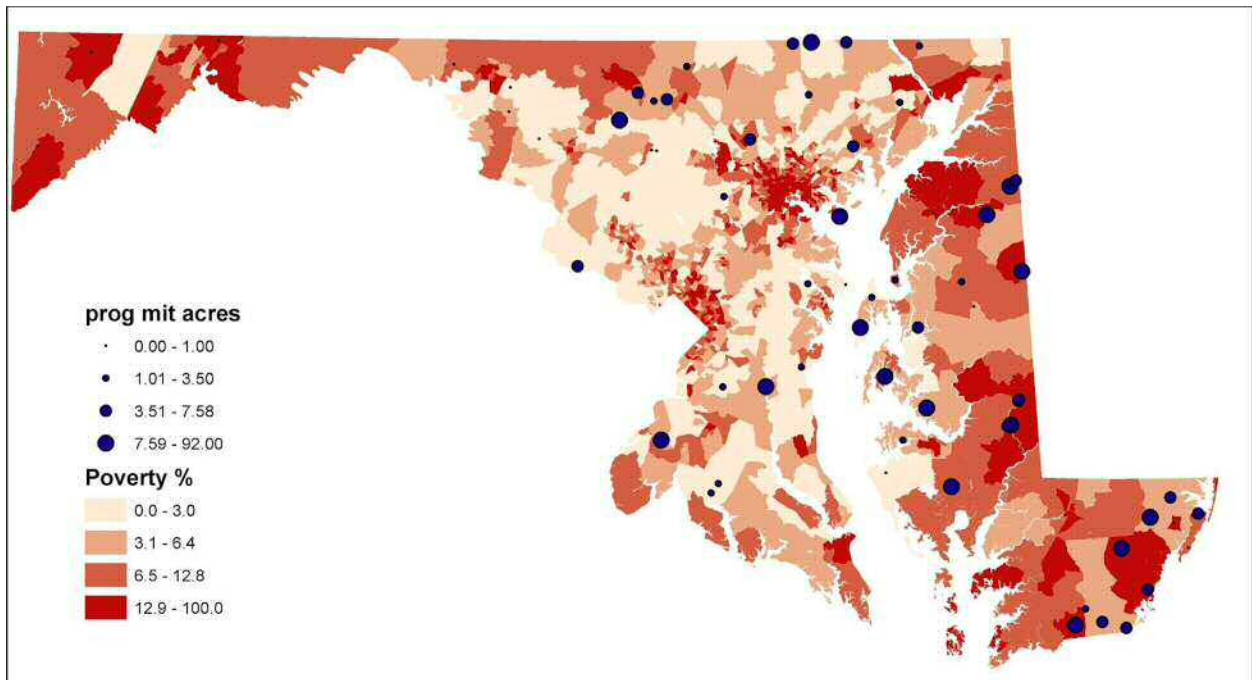 prog mit acres
0.00 - 1.00
1.01 - 3.50
3.51 - 7.58
7.59 - 92.00
Poverty %
0.0 - 3.0
3.1 - 6.4
6.5 - 12.8
12.9 - 100.0